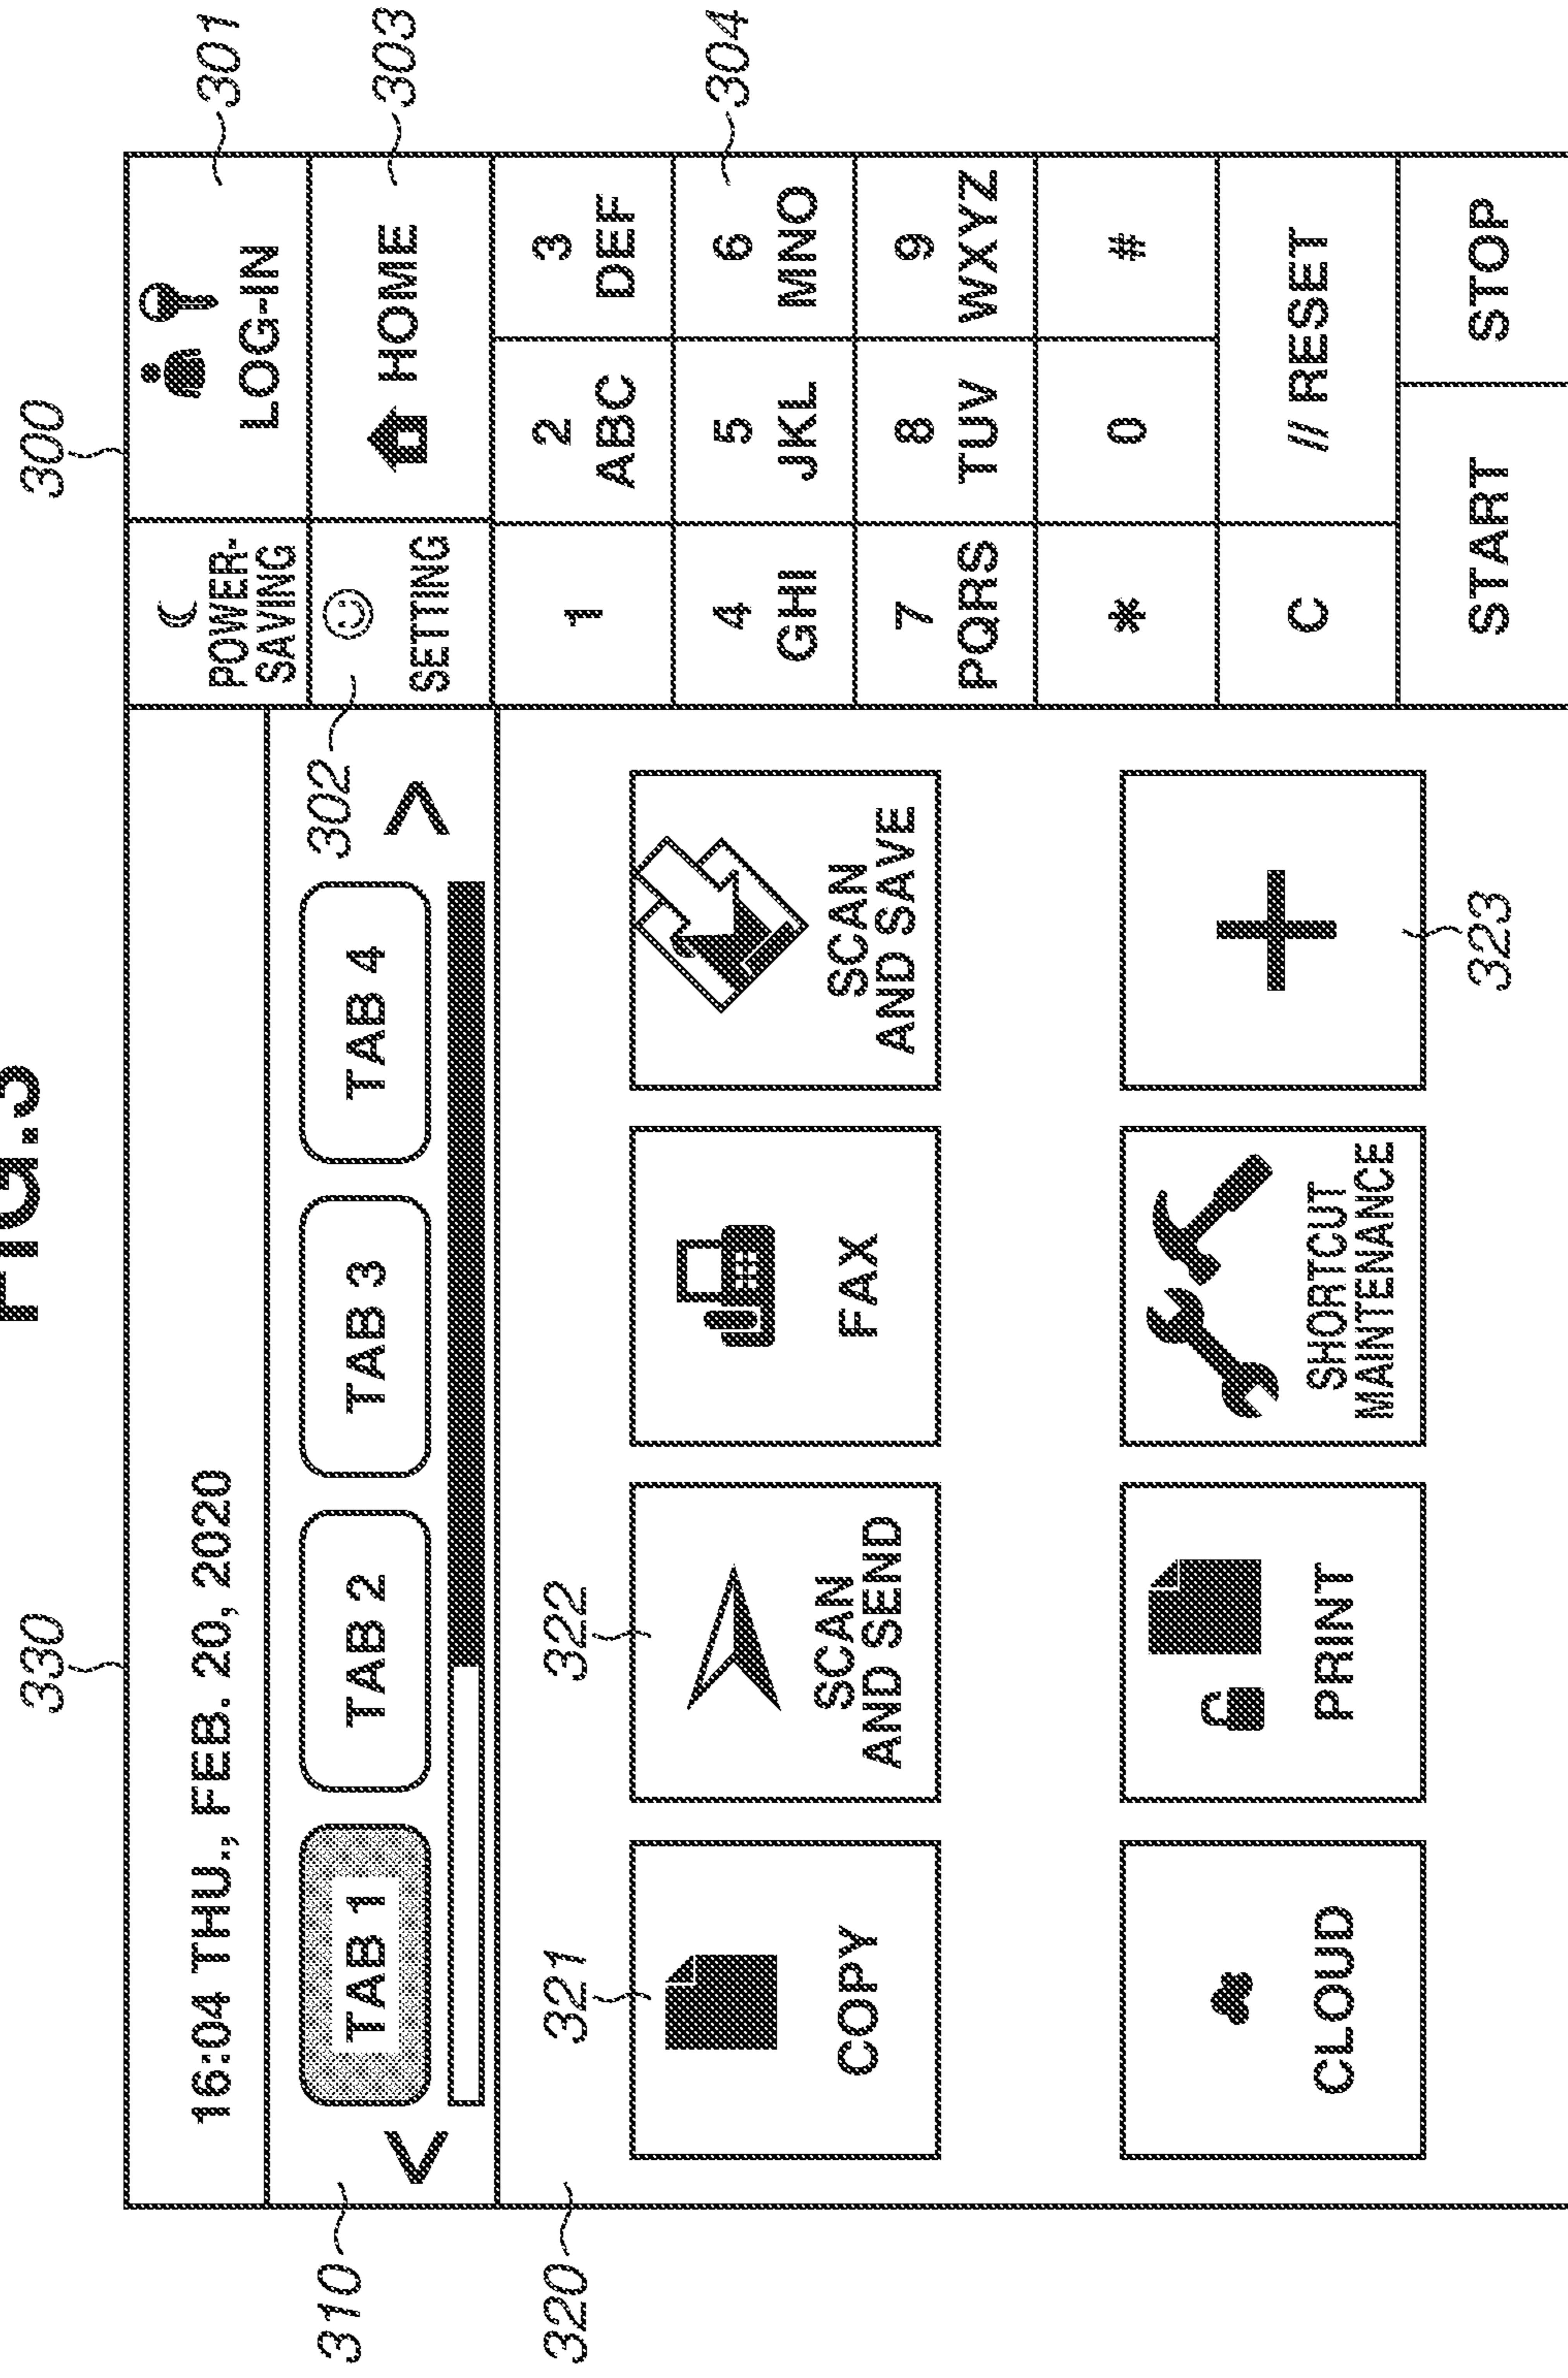 FIG.3
330
300
16:04 THU., FEB. 20, 2020
310
<
TAB 1
TAB 2
TAB 3
TAB 4
>
302
POWER-
SAVING
LOG-IN
301
SETTING
HOME
303
320
321
COPY
322
SCAN
AND SEND
FAX
SCAN
AND SAVE
CLOUD
PRINT
SHORTCUT
MAINTENANCE
+
323
1
2
ABC
3
DEF
4
GHI
5
JKL
6
MNO
304
7
PQRS
8
TUV
9
WXYZ
*
0
#
C
// RESET
START
STOP